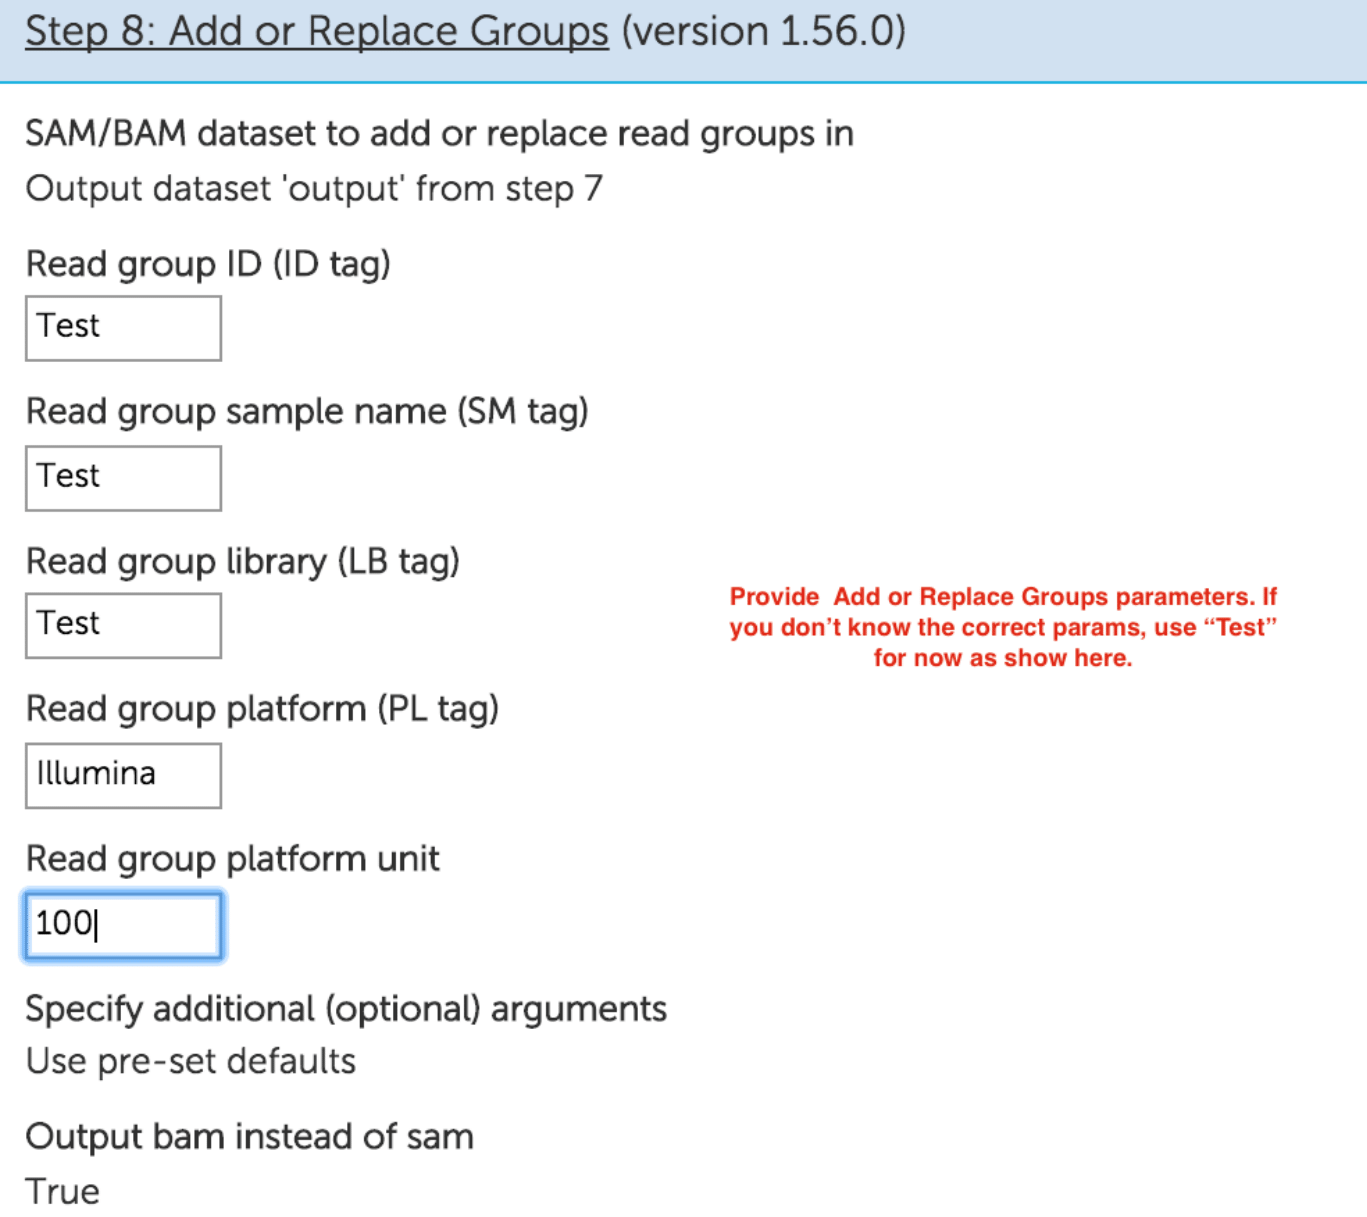 Step 8: Add or Replace Groups (version 1.56.0)
SAM/BAM dataset to add or replace read groups in
Output dataset 'output' from step 7
Read group ID (ID tag)
Test
Read group sample name (SM tag)
Test
Read group library (LB tag)
Test
Provide  Add or Replace Groups parameters. If
you don’t know the correct params, use “Test”
for now as show here.
Read group platform (PL tag)
Illumina
Read group platform unit
100
Specify additional (optional) arguments
Use pre-set defaults
Output bam instead of sam
True